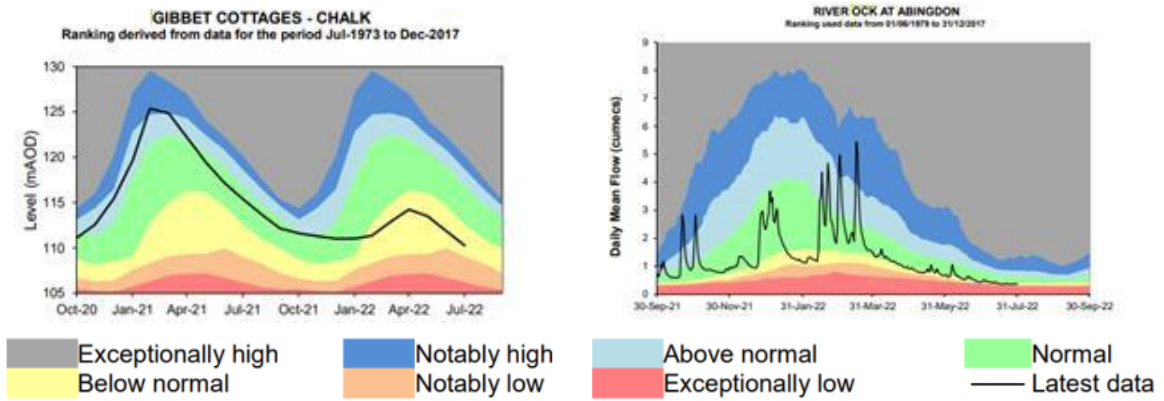 GIBBET COTTAGES - CHALK
Ranking derived from data for the period Jul-1973 to Dec-2017
Level (mAOD)
130
125
120
115
110
105
Oct-20 Jan-21 Apr-21 Jul-21 Oct-21 Jan-22 Apr-22 Jul-22
RIVER OCK AT ABINGDON
Ranking used data from 01/06/1979 to 31/12/2017
Daily Mean Flow (cumecs)
9
8
7
6
5
4
3
2
1
0
30-Sep-21 30-Nov-21 31-Jan-22 31-Mar-22 31-May-22 31-Jul-22 30-Sep-22
Exceptionally high Notably high Above normal Normal
Below normal Notably low Exceptionally low Latest data